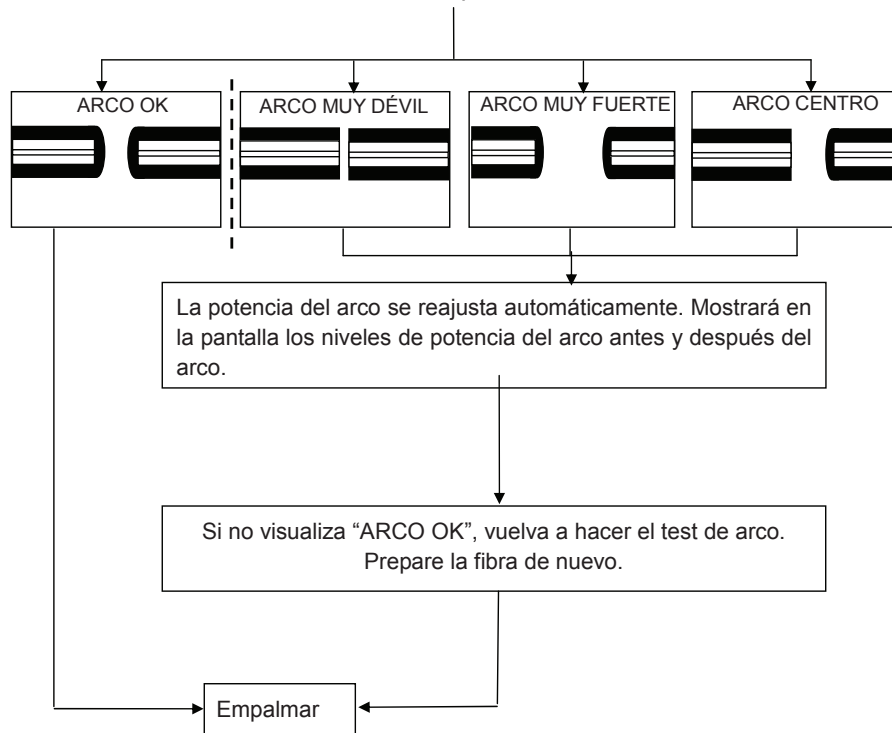 ARCO OK
ARCO MUY DÉVIL
ARCO MUY FUERTE
ARCO CENTRO
La potencia del arco se reajusta automáticamente. Mostrará en
la pantalla los niveles de potencia del arco antes y después del
arco.
Si no visualiza “ARCO OK”, vuelva a hacer el test de arco.
Prepare la fibra de nuevo.
Empalmar